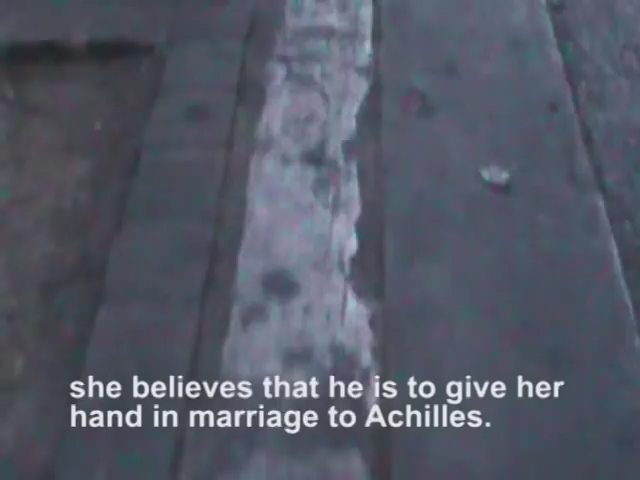 she believes that he is to give her
hand in marriage to Achilles.